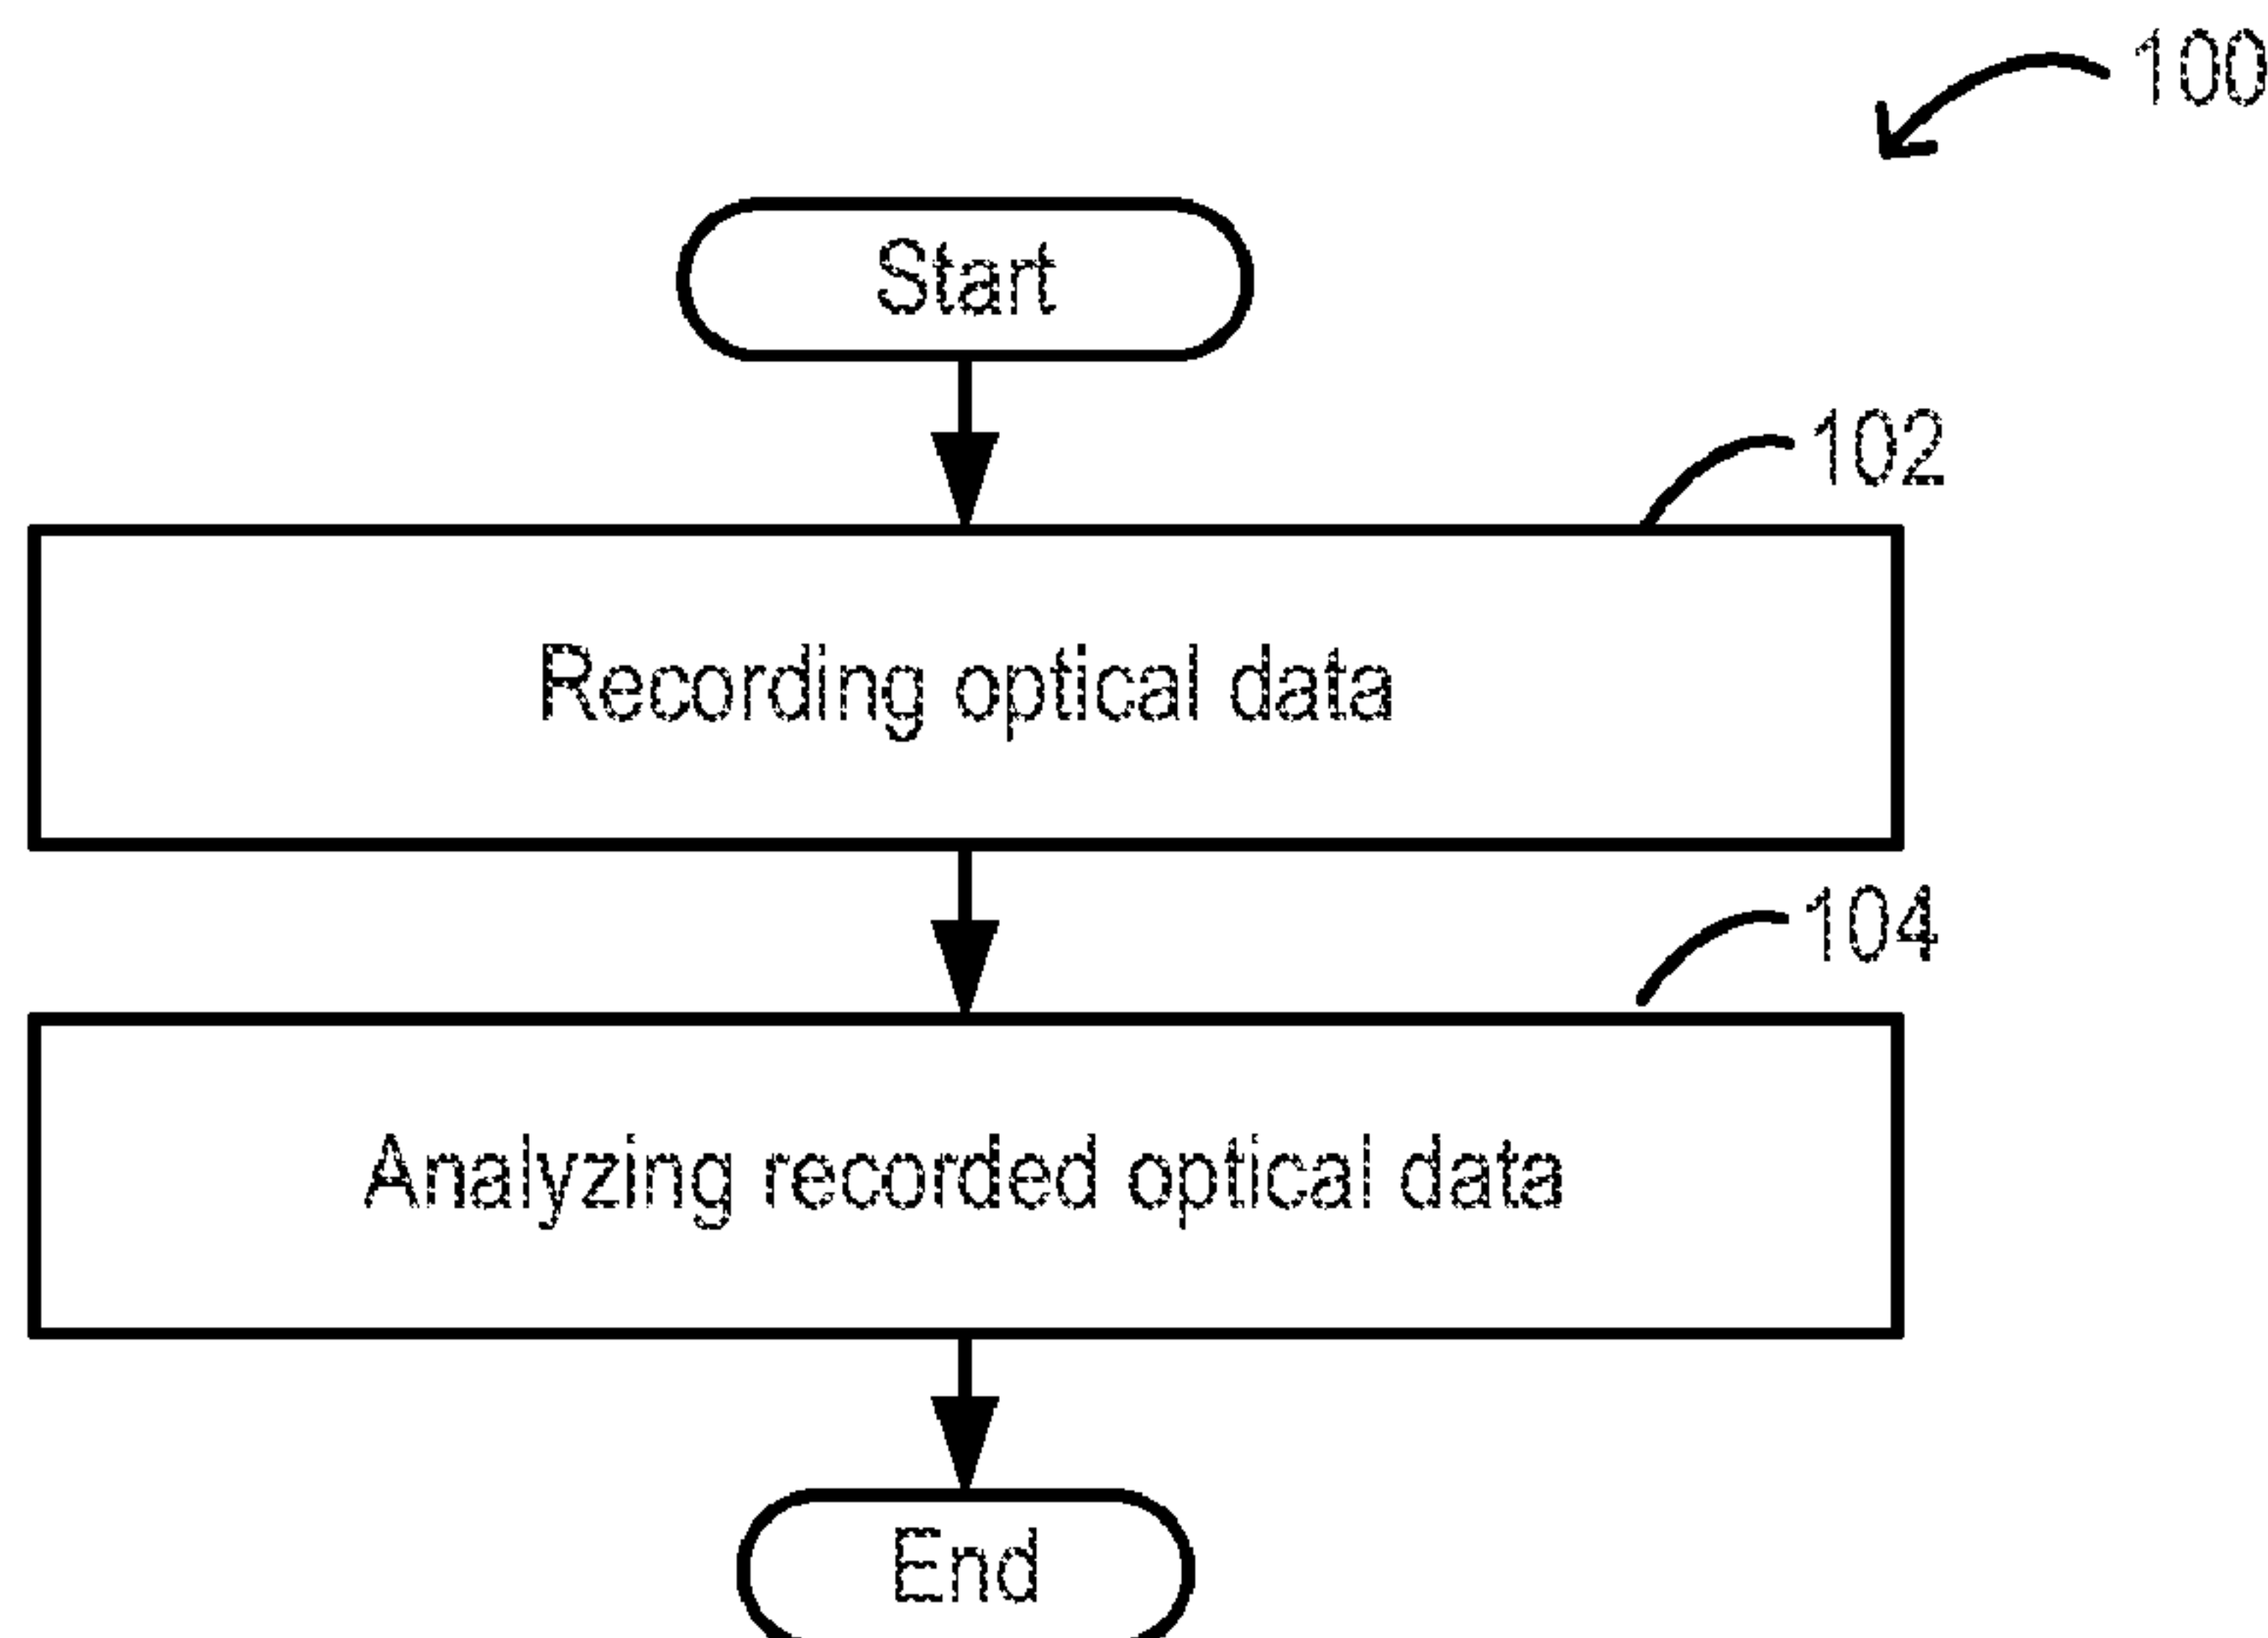 100
Start
102
Recording optical data
104
Analyzing recorded optical data
End